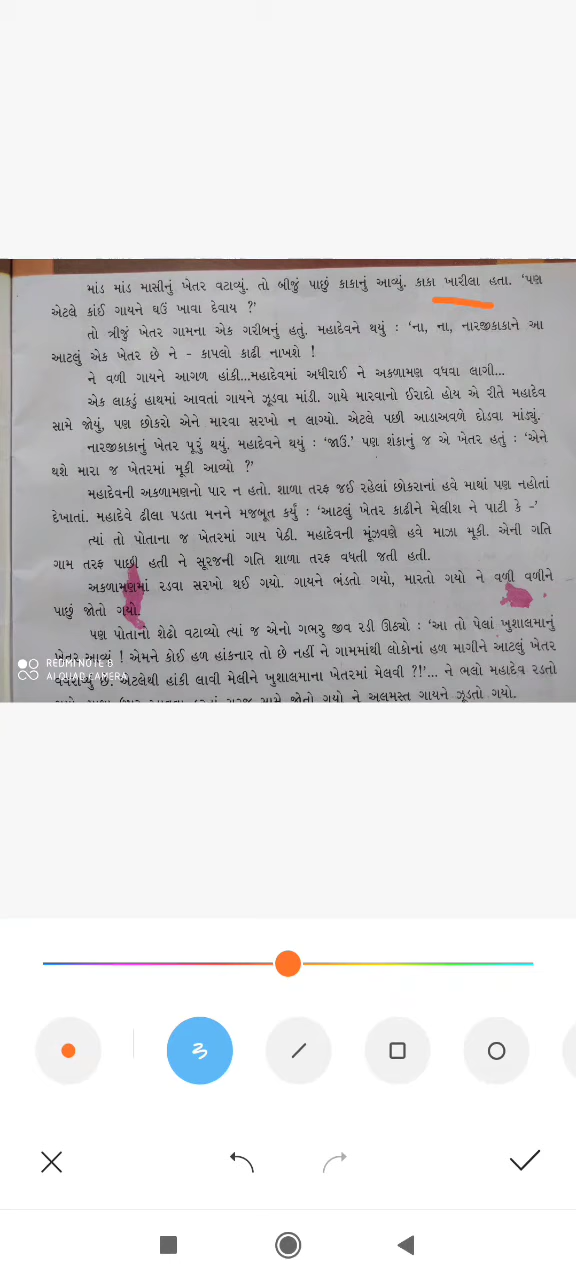 માંડ માંડ માસીનું ખેતર વટાવ્યું. તો બીજું પાછું કાકાનું આવ્યું. કાકા ખારીલા હતા. ‘પણ
એટલે કાંઈ ગાયને ઘઉં ખાવા દેવાય ?’
તો ત્રીજું ખેતર ગામના એક ગરીબનું હતું. મહાદેવને થયું : ‘ના, ના, નારજીકાકાને આ
આટલું એક ખેતર છે ને - કાપલો કાઢી નાખશે !
ને વળી ગાયને આગળ હાંકી...મહાદેવમાં અધીરાઈ ને અકળામણ વધવા લાગી...
એક લાકડું હાથમાં આવતાં ગાયને ઝૂડવા માંડી. ગાયે મારવાનો ઈરાદો હોય એ રીતે મહાદેવ
સામે જોયું, પણ છોકરો એને મારવા સરખો ન લાગ્યો. એટલે પછી આડાઅવળે દોડવા માંડ્યું.
નારજીકાકાનું ખેતર પૂરું થયું. મહાદેવને થયું : ‘જાઉં.’ પણ શંકાનું જ એ ખેતર હતું : ‘એને
થશે મારા જ ખેતરમાં મૂકી આવ્યો ?’
મહાદેવની અકળામણનો પાર ન હતો. શાળા તરફ જઈ રહેલાં છોકરાનાં હવે માથાં પણ નહોતાં
દેખાતાં. મહાદેવે ઢીલા પડતા મનને મજબૂત કર્યું : ‘આટલું ખેતર કાઢીને મેલીશ ને પાટી કે -’
ત્યાં તો પોતાના જ ખેતરમાં ગાય પેઠી. મહાદેવની મૂંઝવણે હવે માઝા મૂકી. એની ગતિ
ગામ તરફ પાછી હતી ને સૂરજની ગતિ શાળા તરફ વધતી જતી હતી.
અકળામણમાં રડવા સરખો થઈ ગયો. ગાયને ભંડતો ગયો, મારતો ગયો ને વળી વળીને
પાછું જોતો ગયો.
પણ પોતાનો શેઢો વટાવ્યો ત્યાં જ એનો ગભરુ જીવ રડી ઊઠ્યો : ‘આ તો પેલાં ખુશાલમાનું
ખેતર આવ્યું ! એમને કોઈ હળ હાંકનાર તો છે નહીં ને ગામમાંથી લોકોનાં હળ માગીને આટલું ખેતર
વવરાવ્યું છે. એટલેથી હાંકી લાવી મેલીને ખુશાલમાના ખેતરમાં મેલવી ?!’... ને ભલો મહાદેવ રડતો
સામે જોતો ગયો ને અલમસ્ત ગાયને ઝૂડતો ગયો.
REDMI NOTE 8
AI QUAD CAMERA